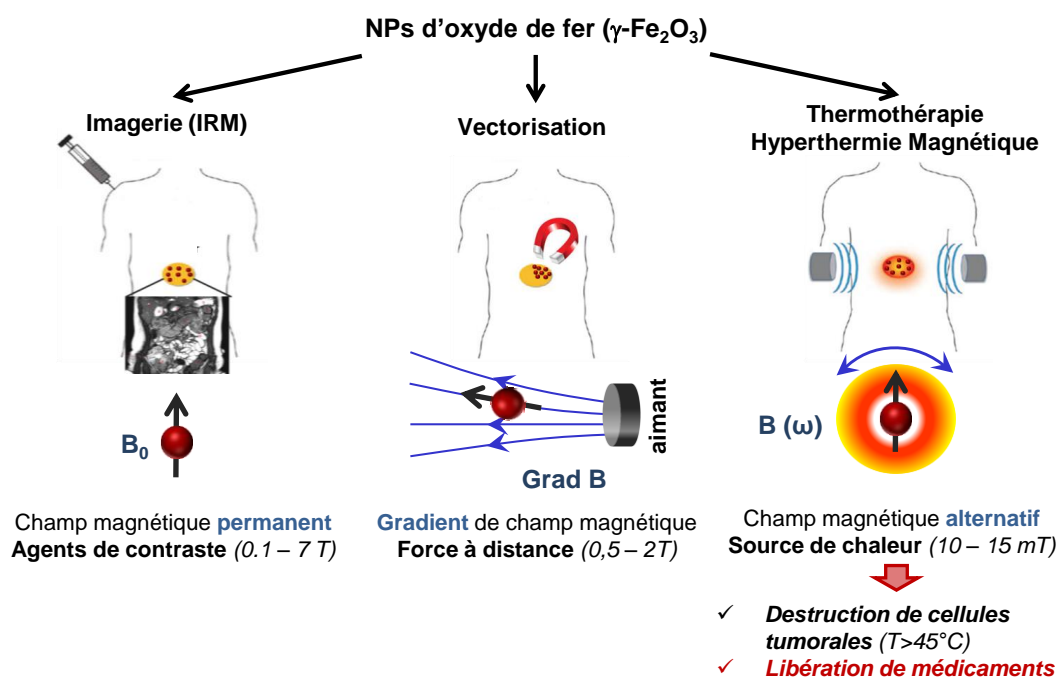 NPs d'oxyde de fer (γ-Fe₂O₃)
Imagerie (IRM)
Vectorisation
Thermothérapie
Hyperthermie Magnétique
B₀
aimant
Grad B
B (ω)
Champ magnétique permanent
Agents de contraste (0.1 – 7 T)
Gradient de champ magnétique
Force à distance (0,5 – 2T)
Champ magnétique alternatif
Source de chaleur (10 – 15 mT)
✓ Destruction de cellules
tumorales (T>45°C)
✓ Libération de médicaments